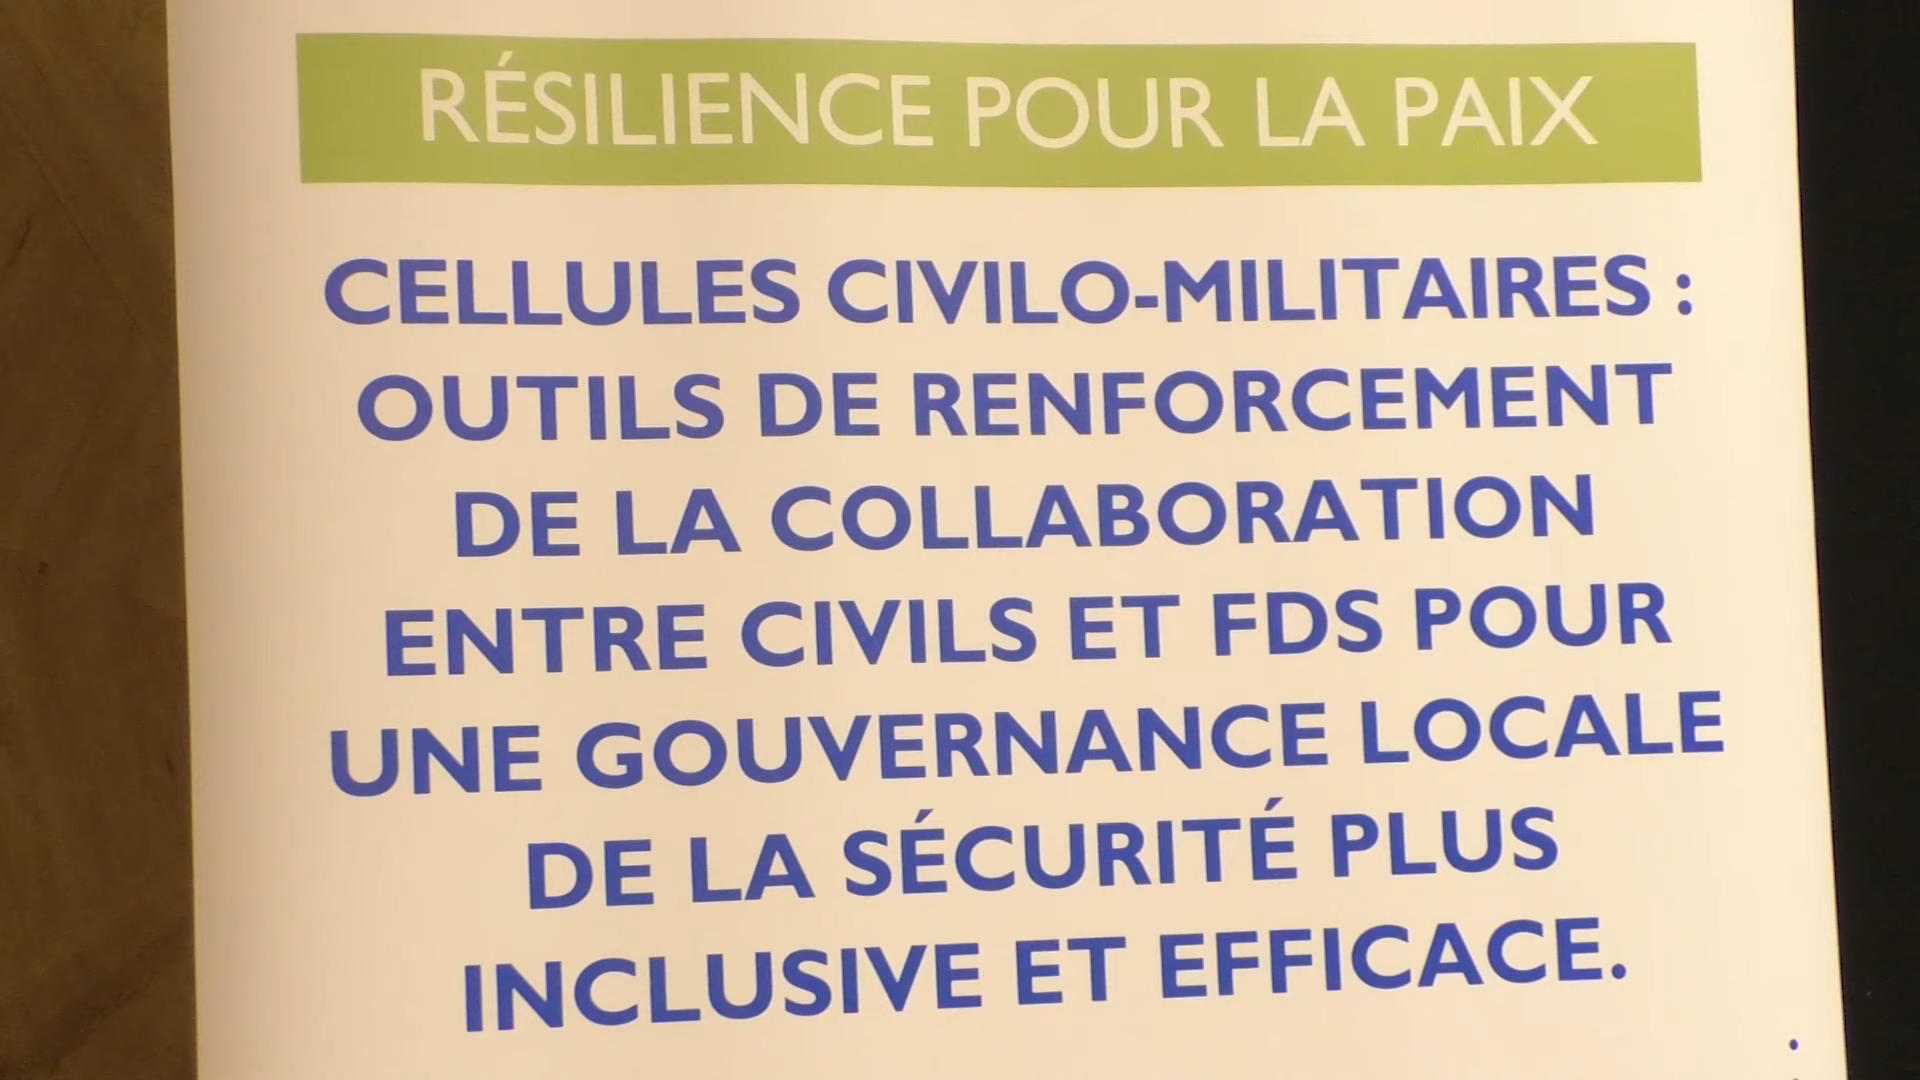 RÉSILIENCE POUR LA PAIX
CELLULES CIVILO-MILITAIRES :
OUTILS DE RENFORCEMENT
DE LA COLLABORATION
ENTRE CIVILS ET FDS POUR
UNE GOUVERNANCE LOCALE
DE LA SÉCURITÉ PLUS
INCLUSIVE ET EFFICACE.